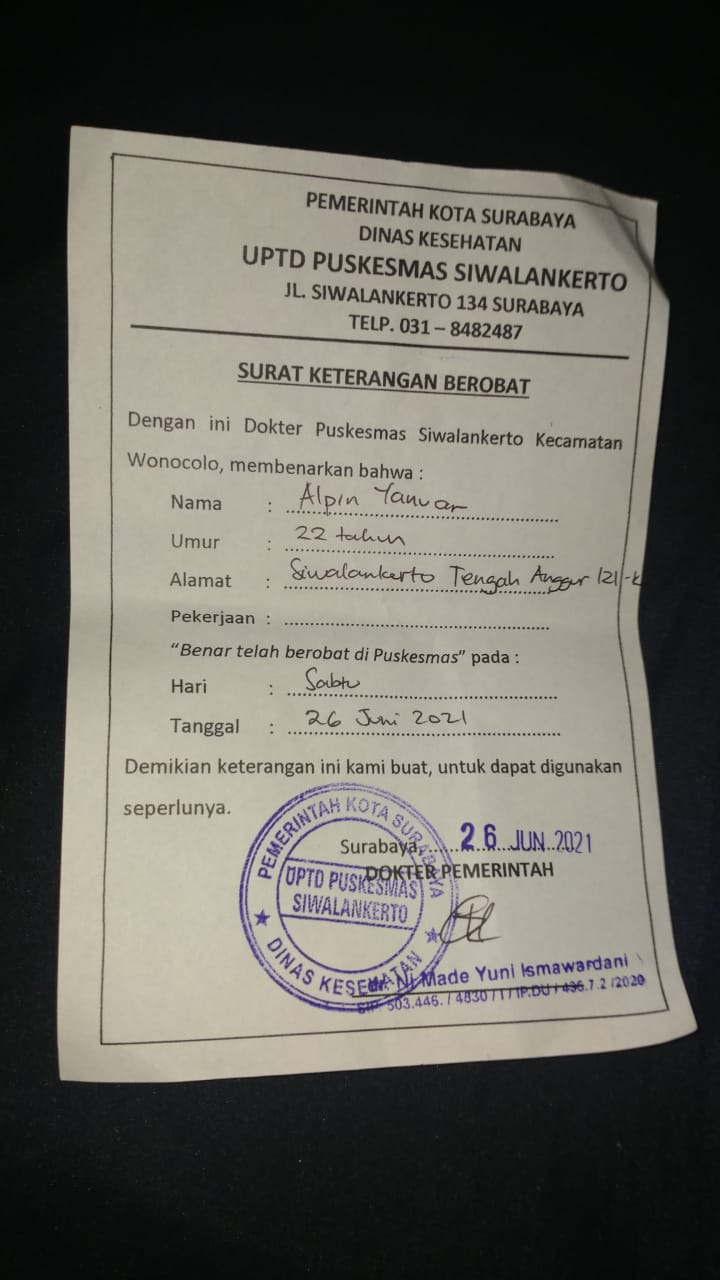 PEMERINTAH KOTA SURABAYA
DINAS KESEHATAN
UPTD PUSKESMAS SIWALANKERTO
JL. SIWALANKERTO 134 SURABAYA
TELP. 031 – 8482487
SURAT KETERANGAN BEROBAT
Dengan ini Dokter Puskesmas Siwalankerto Kecamatan
Wonocolo, membenarkan bahwa :
Nama : Alpin Yanuar
Umur : 22 tahun
Alamat : Siwalankerto Tengah Anggur 121-K
Pekerjaan : ..........
“Benar telah berobat di Puskesmas” pada :
Hari : Sabtu
Tanggal : 26 Juni 2021
Demikian keterangan ini kami buat, untuk dapat digunakan
seperlunya.
Surabaya, 26 JUN 2021
DOKTER PEMERINTAH
PEMERINTAH KOTA SURABAYA
UPTD PUSKESMAS
SIWALANKERTO
DINAS KESEHATAN
dr. Ni Made Yuni Ismawardani
SIP. 503.446. / 4830 / 1 / IP.DU / 436.7.2 /2020